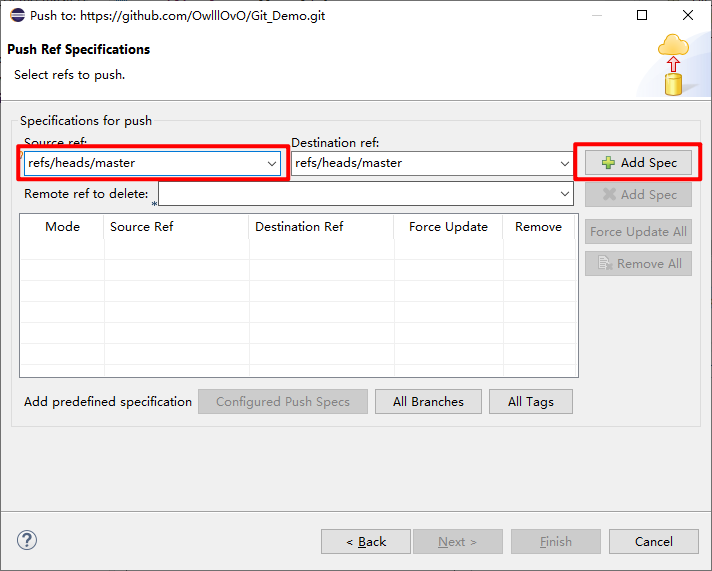 Push to: https://github.com/OwlllOvO/Git_Demo.git
Push Ref Specifications
Select refs to push.
Specifications for push
Source ref: Destination ref:
refs/heads/master refs/heads/master Add Spec
Remote ref to delete: Add Spec
Mode Source Ref Destination Ref Force Update Remove
Force Update All
Remove All
Add predefined specification Configured Push Specs All Branches All Tags
< Back Next > Finish Cancel